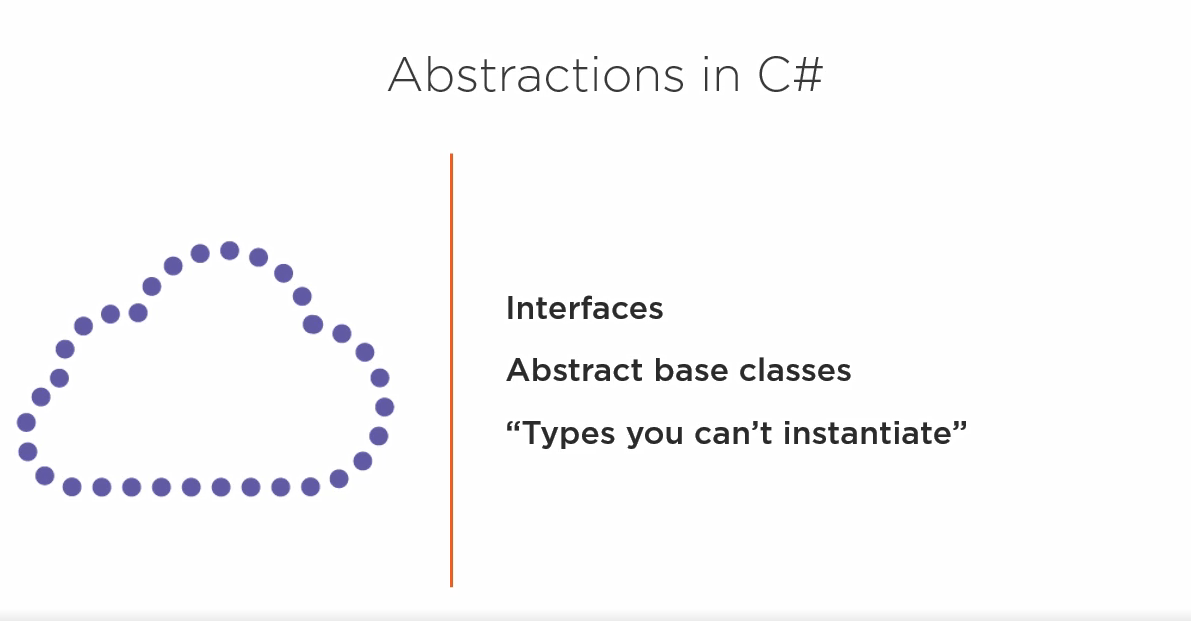 Abstractions in C#
Interfaces
Abstract base classes
“Types you can’t instantiate”